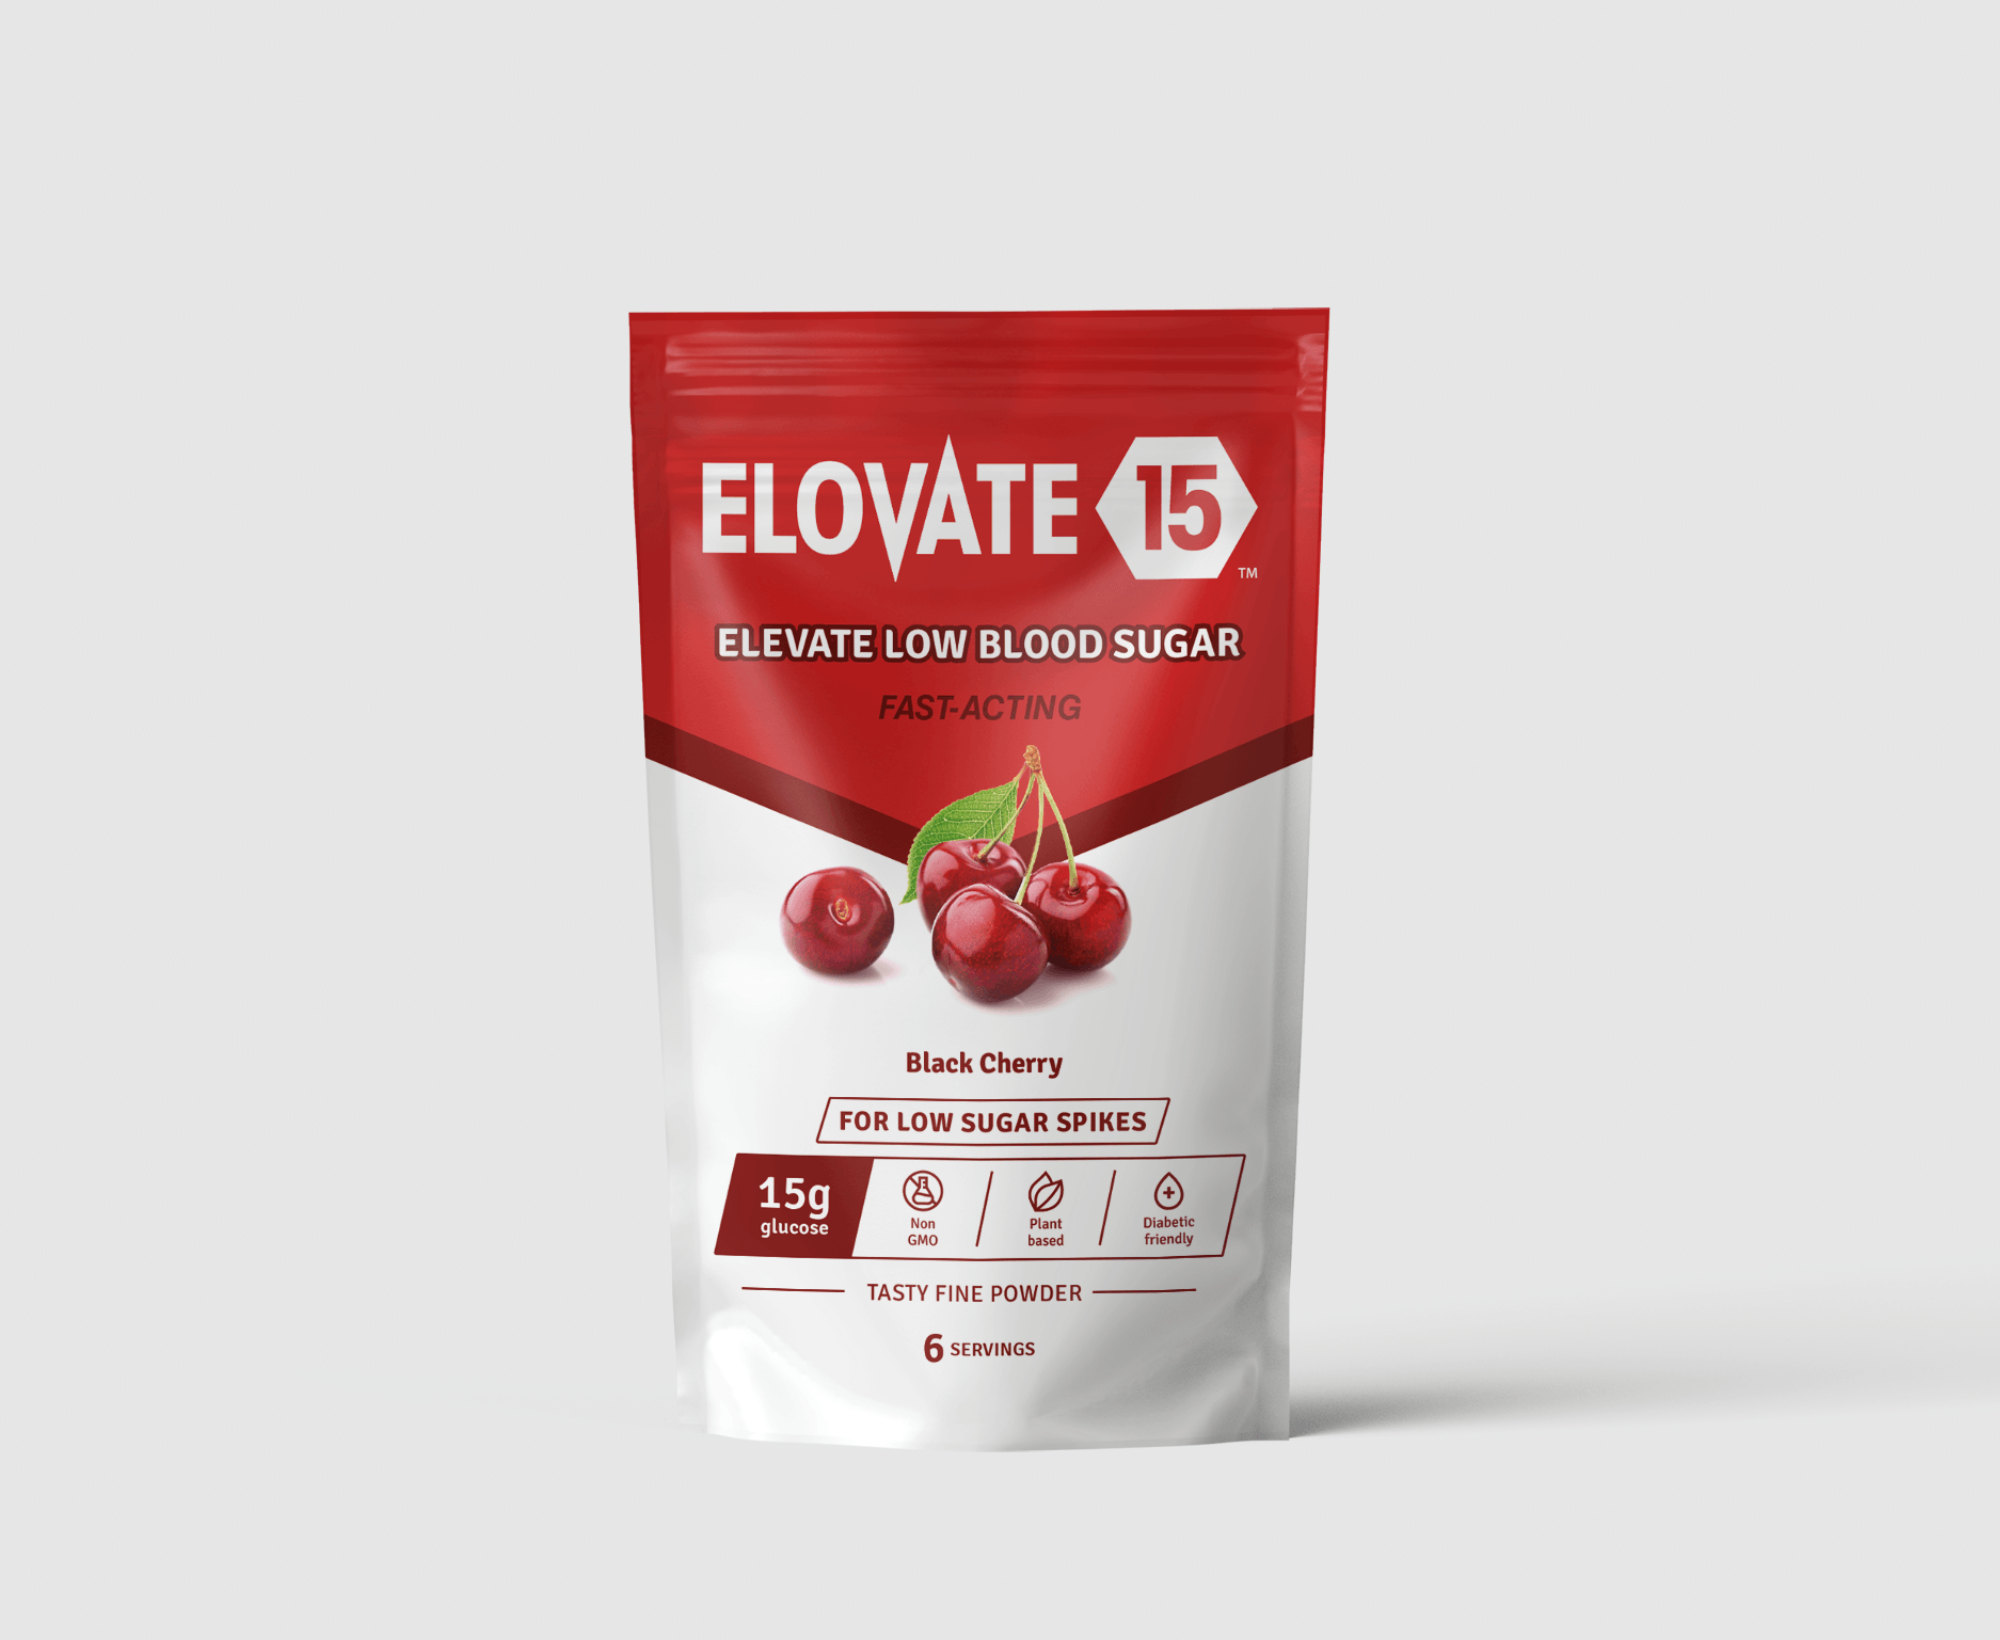 ELOVATE 15 ™
ELEVATE LOW BLOOD SUGAR
FAST-ACTING
Black Cherry
FOR LOW SUGAR SPIKES
15g
glucose
Non
GMO
Plant
based
Diabetic
friendly
TASTY FINE POWDER
6 SERVINGS